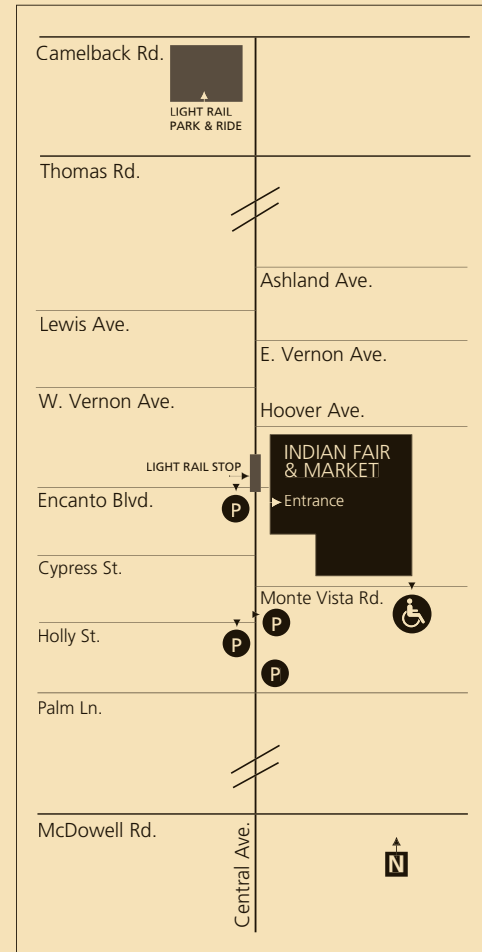 Camelback Rd.
LIGHT RAIL
PARK & RIDE
Thomas Rd.
Ashland Ave.
Lewis Ave.
E. Vernon Ave.
W. Vernon Ave.
Hoover Ave.
INDIAN FAIR
& MARKET
LIGHT RAIL STOP
Entrance
Encanto Blvd.
P
Cypress St.
Monte Vista Rd.
P
Holly St.
P
P
Palm Ln.
McDowell Rd.
Central Ave.
N